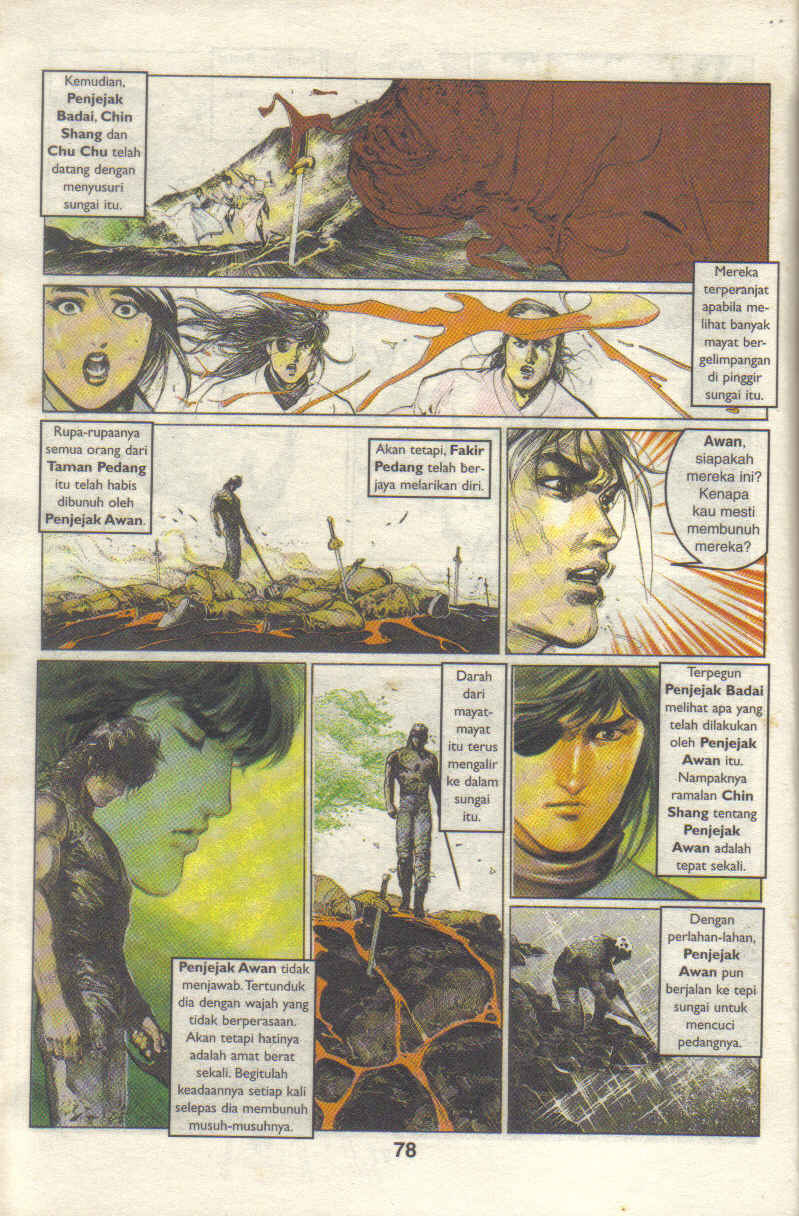 Kemudian,
Penjejak
Badai, Chin
Shang dan
Chu Chu telah
datang dengan
menyusuri
sungai itu.
Mereka
terperanjat
apabila me-
lihat banyak
mayat ber-
gelimpangan
di pinggir
sungai itu.
Rupa-rupaanya
semua orang dari
Taman Pedang
itu telah habis
dibunuh oleh
Penjejak Awan.
Akan tetapi, Fakir
Pedang telah ber-
jaya melarikan diri.
Awan,
siapakah
mereka ini?
Kenapa
kau mesti
membunuh
mereka?
Penjejak Awan tidak
menjawab. Tertunduk
dia dengan wajah yang
tidak berperasaan.
Akan tetapi hatinya
adalah amat berat
sekali. Begitulah
keadaannya setiap kali
selepas dia membunuh
musuh-musuhnya.
Darah
dari
mayat-
mayat
itu terus
mengalir
ke dalam
sungai
itu.
Terpegun
Penjejak Badai
melihat apa yang
telah dilakukan
oleh Penjejak
Awan itu.
Nampaknya
ramalan Chin
Shang tentang
Penjejak
Awan adalah
tepat sekali.
Dengan
perlahan-lahan,
Penjejak
Awan pun
berjalan ke tepi
sungai untuk
mencuci
pedangnya.
78